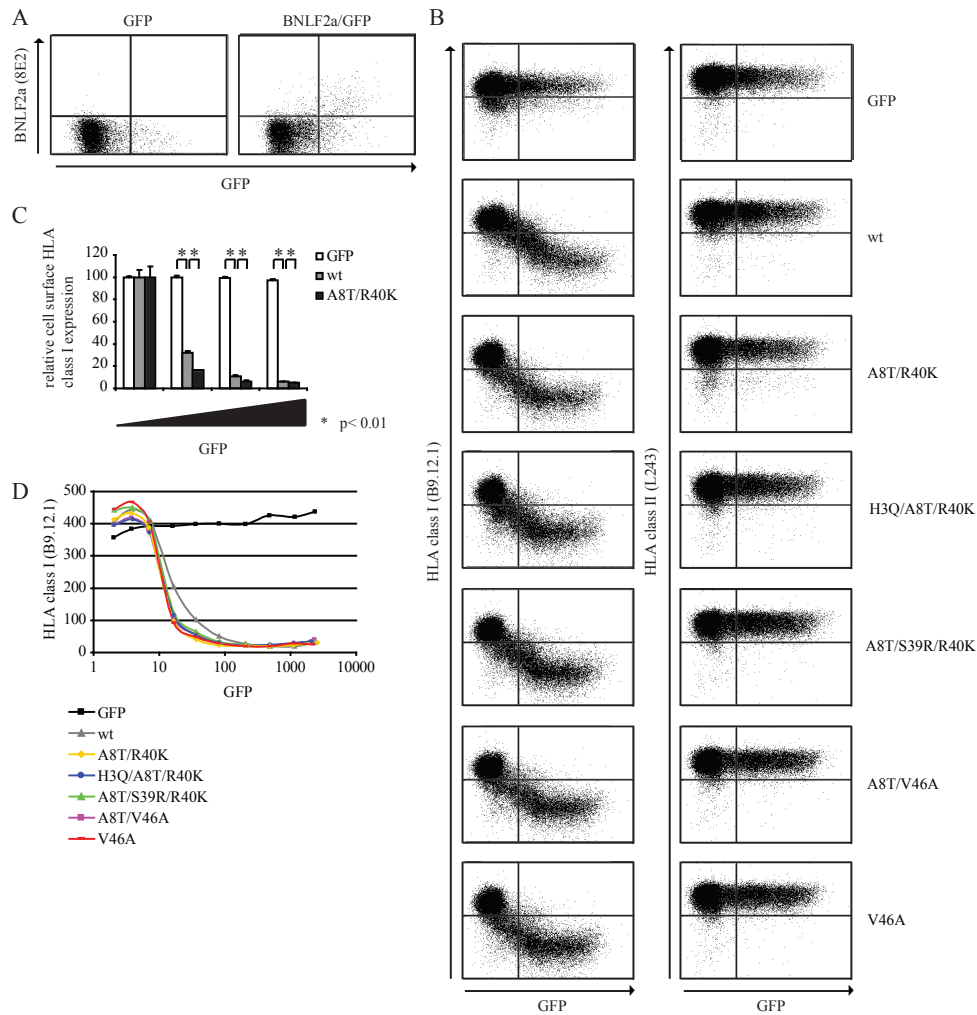 A
GFP
BNLF2a/GFP
BNLF2a (8E2)
GFP
B
GFP
wt
A8T/R40K
H3Q/A8T/R40K
A8T/S39R/R40K
A8T/V46A
V46A
HLA class I (B9.12.1)
HLA class II (L243)
GFP
GFP
C
relative cell surface HLA
class I expression
120
100
80
60
40
20
0
* * * * * *
GFP
wt
A8T/R40K
* p< 0.01
GFP
D
HLA class I (B9.12.1)
500
400
300
200
100
0
1 10 100 1000 10000
GFP
GFP
wt
A8T/R40K
H3Q/A8T/R40K
A8T/S39R/R40K
A8T/V46A
V46A